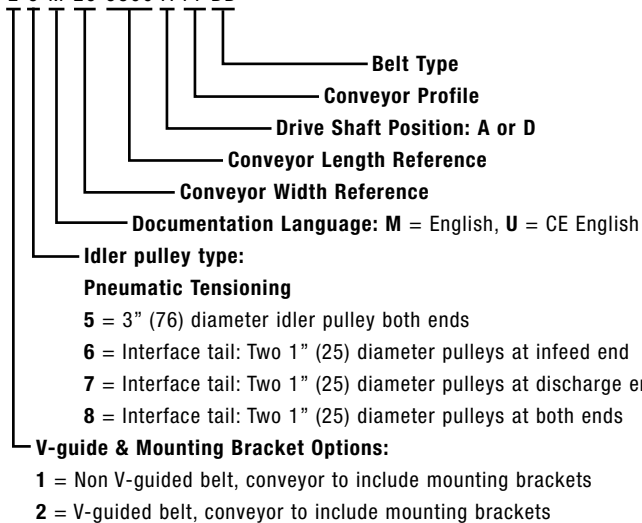 Belt Type
Conveyor Profile
Drive Shaft Position: A or D
Conveyor Length Reference
Conveyor Width Reference
Documentation Language: M = English, U = CE English
Idler pulley type:
Pneumatic Tensioning
5 = 3” (76) diameter idler pulley both ends
6 = Interface tail: Two 1” (25) diameter pulleys at infeed end
7 = Interface tail: Two 1” (25) diameter pulleys at discharge
8 = Interface tail: Two 1” (25) diameter pulleys at both ends
V-guide & Mounting Bracket Options:
1 = Non V-guided belt, conveyor to include mounting brackets
2 = V-guided belt, conveyor to include mounting brackets